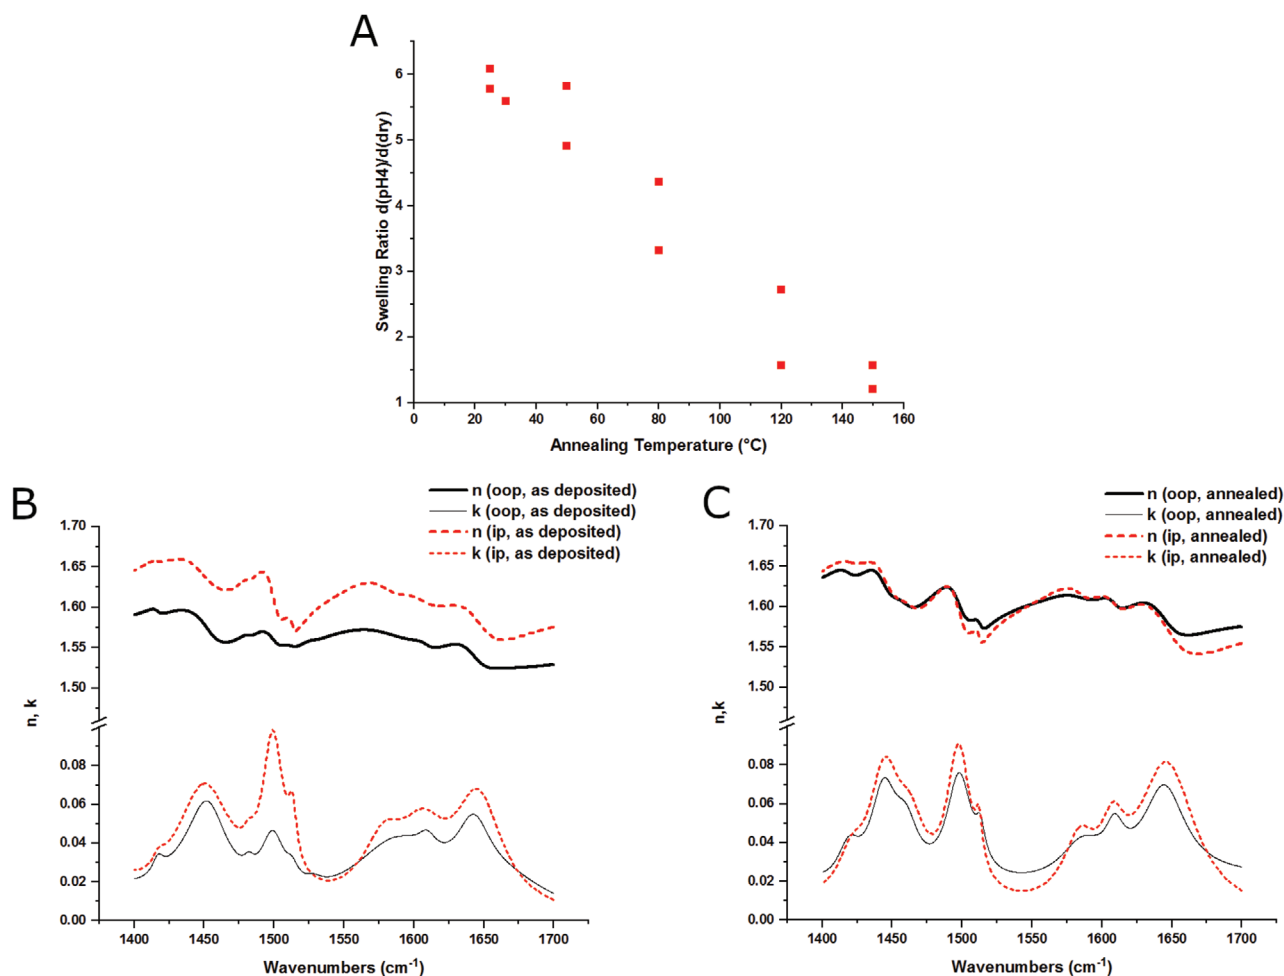 A
Swelling Ratio d(pH4)/d(dry)
6
5
4
3
2
1
0 20 40 60 80 100 120 140 160
Annealing Temperature (°C)
B
n (oop, as deposited)
k (oop, as deposited)
n (ip, as deposited)
k (ip, as deposited)
n, k
1.70
1.65
1.60
1.55
1.50
0.08
0.06
0.04
0.02
0.00
1400 1450 1500 1550 1600 1650 1700
Wavenumbers (cm⁻¹)
C
n (oop, annealed)
k (oop, annealed)
n (ip, annealed)
k (ip, annealed)
n,k
1.70
1.65
1.60
1.55
1.50
0.08
0.06
0.04
0.02
0.00
1400 1450 1500 1550 1600 1650 1700
Wavenumbers (cm⁻¹)